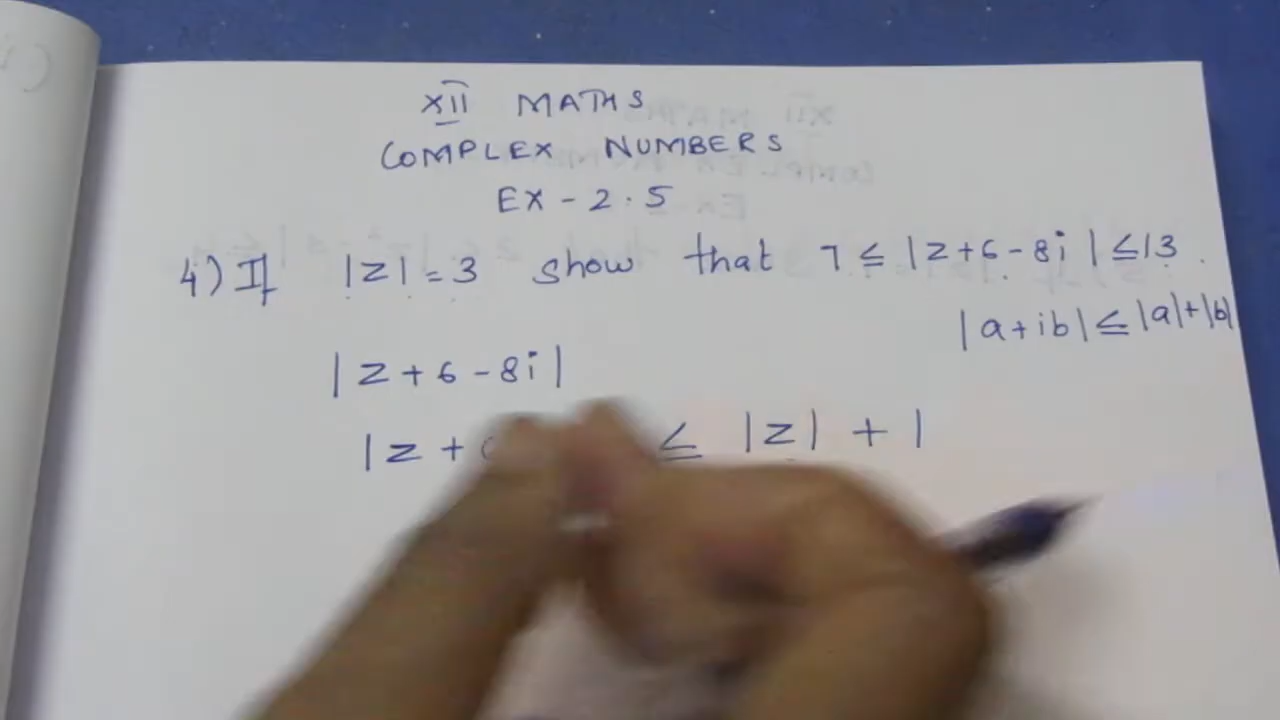 XII MATHS
COMPLEX NUMBERS
EX - 2.5
4) If |z| = 3 show that 7 ≤ |z+6-8i| ≤ 13.
|a+ib| ≤ |a|+|b|
|z+6-8i|
|z+ ≤ |z| + |